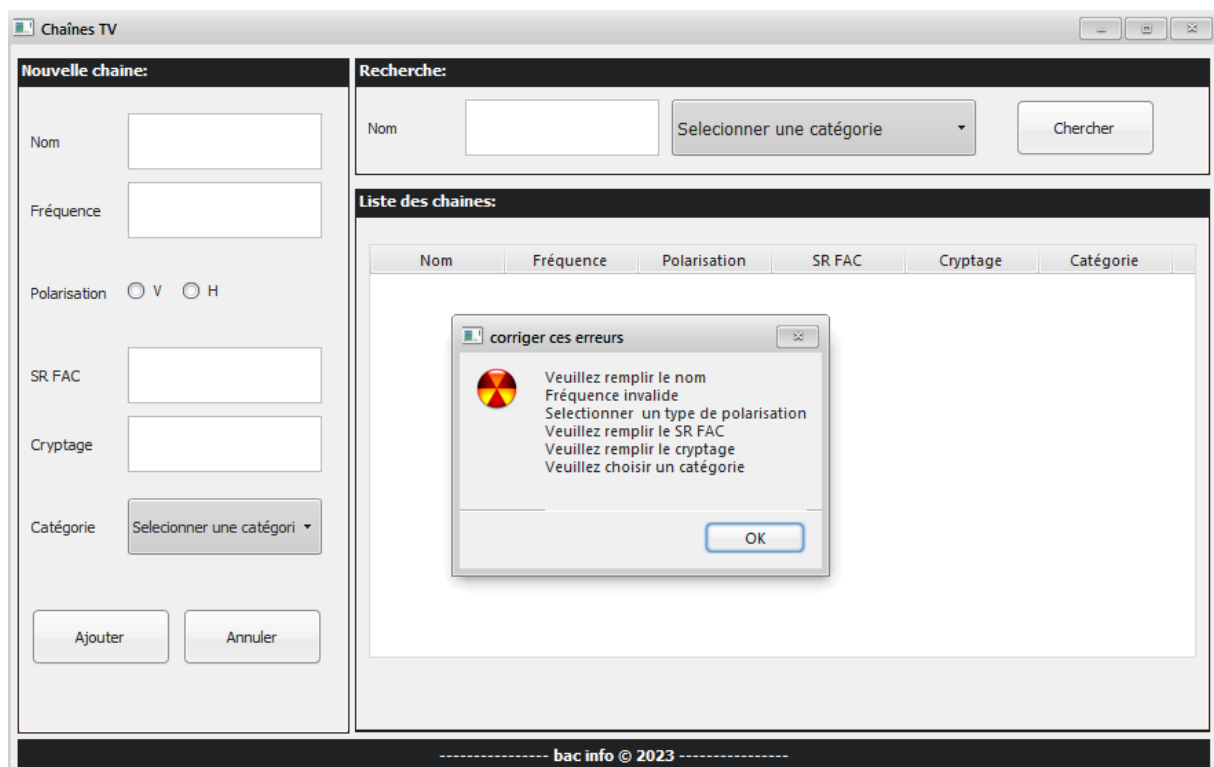 Chaînes TV
Nouvelle chaine:
Nom
Fréquence
Polarisation V H
SR FAC
Cryptage
Catégorie Selecionner une catégori
Ajouter Annuler
Recherche:
Nom Selecionner une catégorie Chercher
Liste des chaines:
Nom Fréquence Polarisation SR FAC Cryptage Catégorie
corriger ces erreurs
Veuillez remplir le nom
Fréquence invalide
Selectionner un type de polarisation
Veuillez remplir le SR FAC
Veuillez remplir le cryptage
Veuillez choisir un catégorie
OK
---------------- bac info © 2023 ----------------